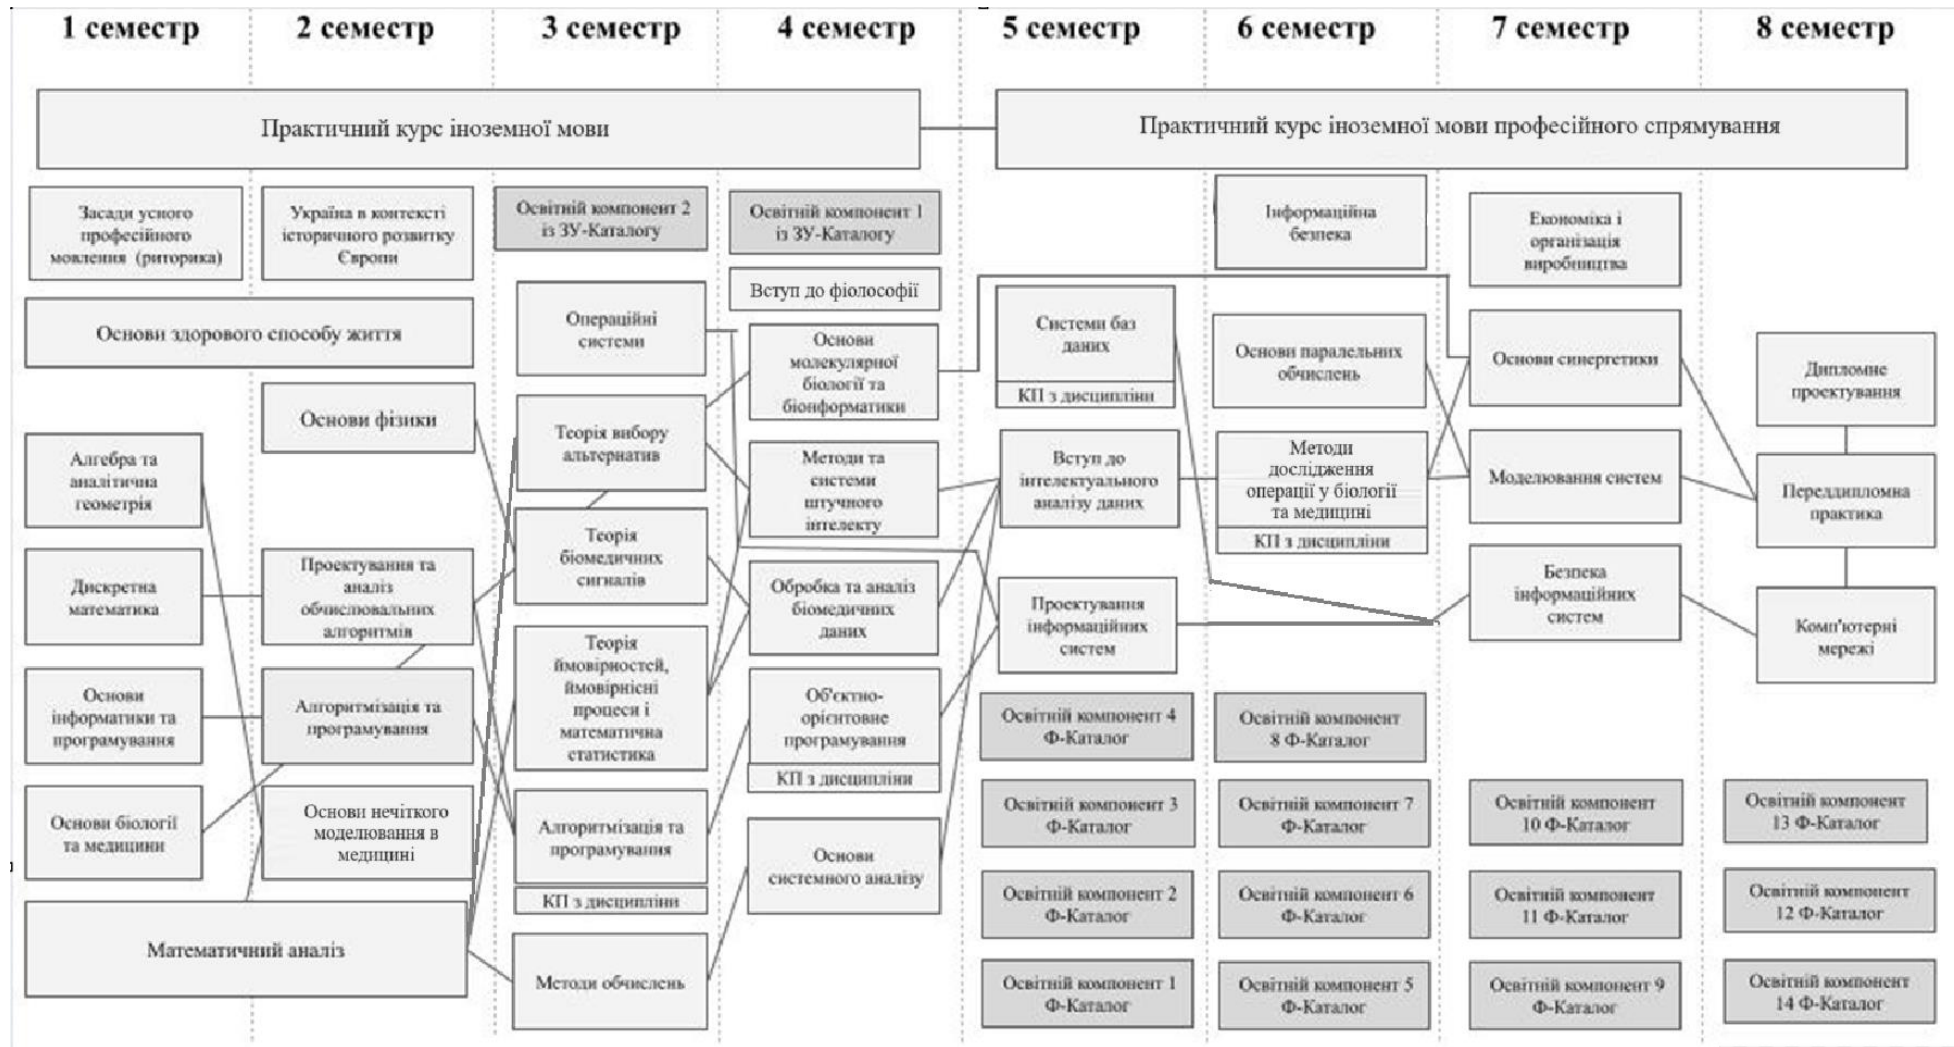 1 семестр
2 семестр
3 семестр
4 семестр
5 семестр
6 семестр
7 семестр
8 семестр
Практичний курс іноземної мови
Практичний курс іноземної мови професійного спрямування
Засади усного
професійного
мовлення (риторика)
Україна в контексті
історичного розвитку
Європи
Освітній компонент 2
із ЗУ-Каталогу
Освітній компонент 1
із ЗУ-Каталогу
Інформаційна
безпека
Економіка і
організація
виробництва
Основи здорового способу життя
Операційні
системи
Вступ до фіолософії
Основи
молекулярної
біології та
біонформатики
Системи баз
даних
КП з дисципліни
Основи паралельних
обчислень
Основи синергетики
Дипломне
проектування
Основи фізики
Теорія вибору
альтернатив
Алгебра та
аналітична
геометрія
Методи та
системи
штучного
інтелекту
Вступ до
інтелектуального
аналізу даних
Методи
дослідження
операції у біології
та медицині
КП з дисципліни
Моделювання систем
Переддипломна
практика
Дискретна
математика
Проектування та
аналіз
обчислювальних
алгоритмів
Теорія
біомедичних
сигналів
Обробка та аналіз
біомедичних
даних
Проектування
інформаційних
систем
Безпека
інформаційних
систем
Комп'ютерні
мережі
Основи
інформатики та
програмування
Алгоритмізація та
програмування
Теорія
ймовірностей,
ймовірнісні
процеси і
математична
статистика
Об'єктно-
орієнтовне
програмування
КП з дисципліни
Освітній компонент 4
Ф-Каталог
Освітній компонент
8 Ф-Каталог
Основи біології
та медицини
Основи нечіткого
моделювання в
медицині
Алгоритмізація та
програмування
КП з дисципліни
Основи
системного аналізу
Освітній компонент 3
Ф-Каталог
Освітній компонент 7
Ф-Каталог
Освітній компонент
10 Ф-Каталог
Освітній компонент
13 Ф-Каталог
Математичний аналіз
Методи обчислень
Освітній компонент 2
Ф-Каталог
Освітній компонент 6
Ф-Каталог
Освітній компонент
11 Ф-Каталог
Освітній компонент
12 Ф-Каталог
Освітній компонент 1
Ф-Каталог
Освітній компонент 5
Ф-Каталог
Освітній компонент 9
Ф-Каталог
Освітній компонент
14 Ф-Каталог